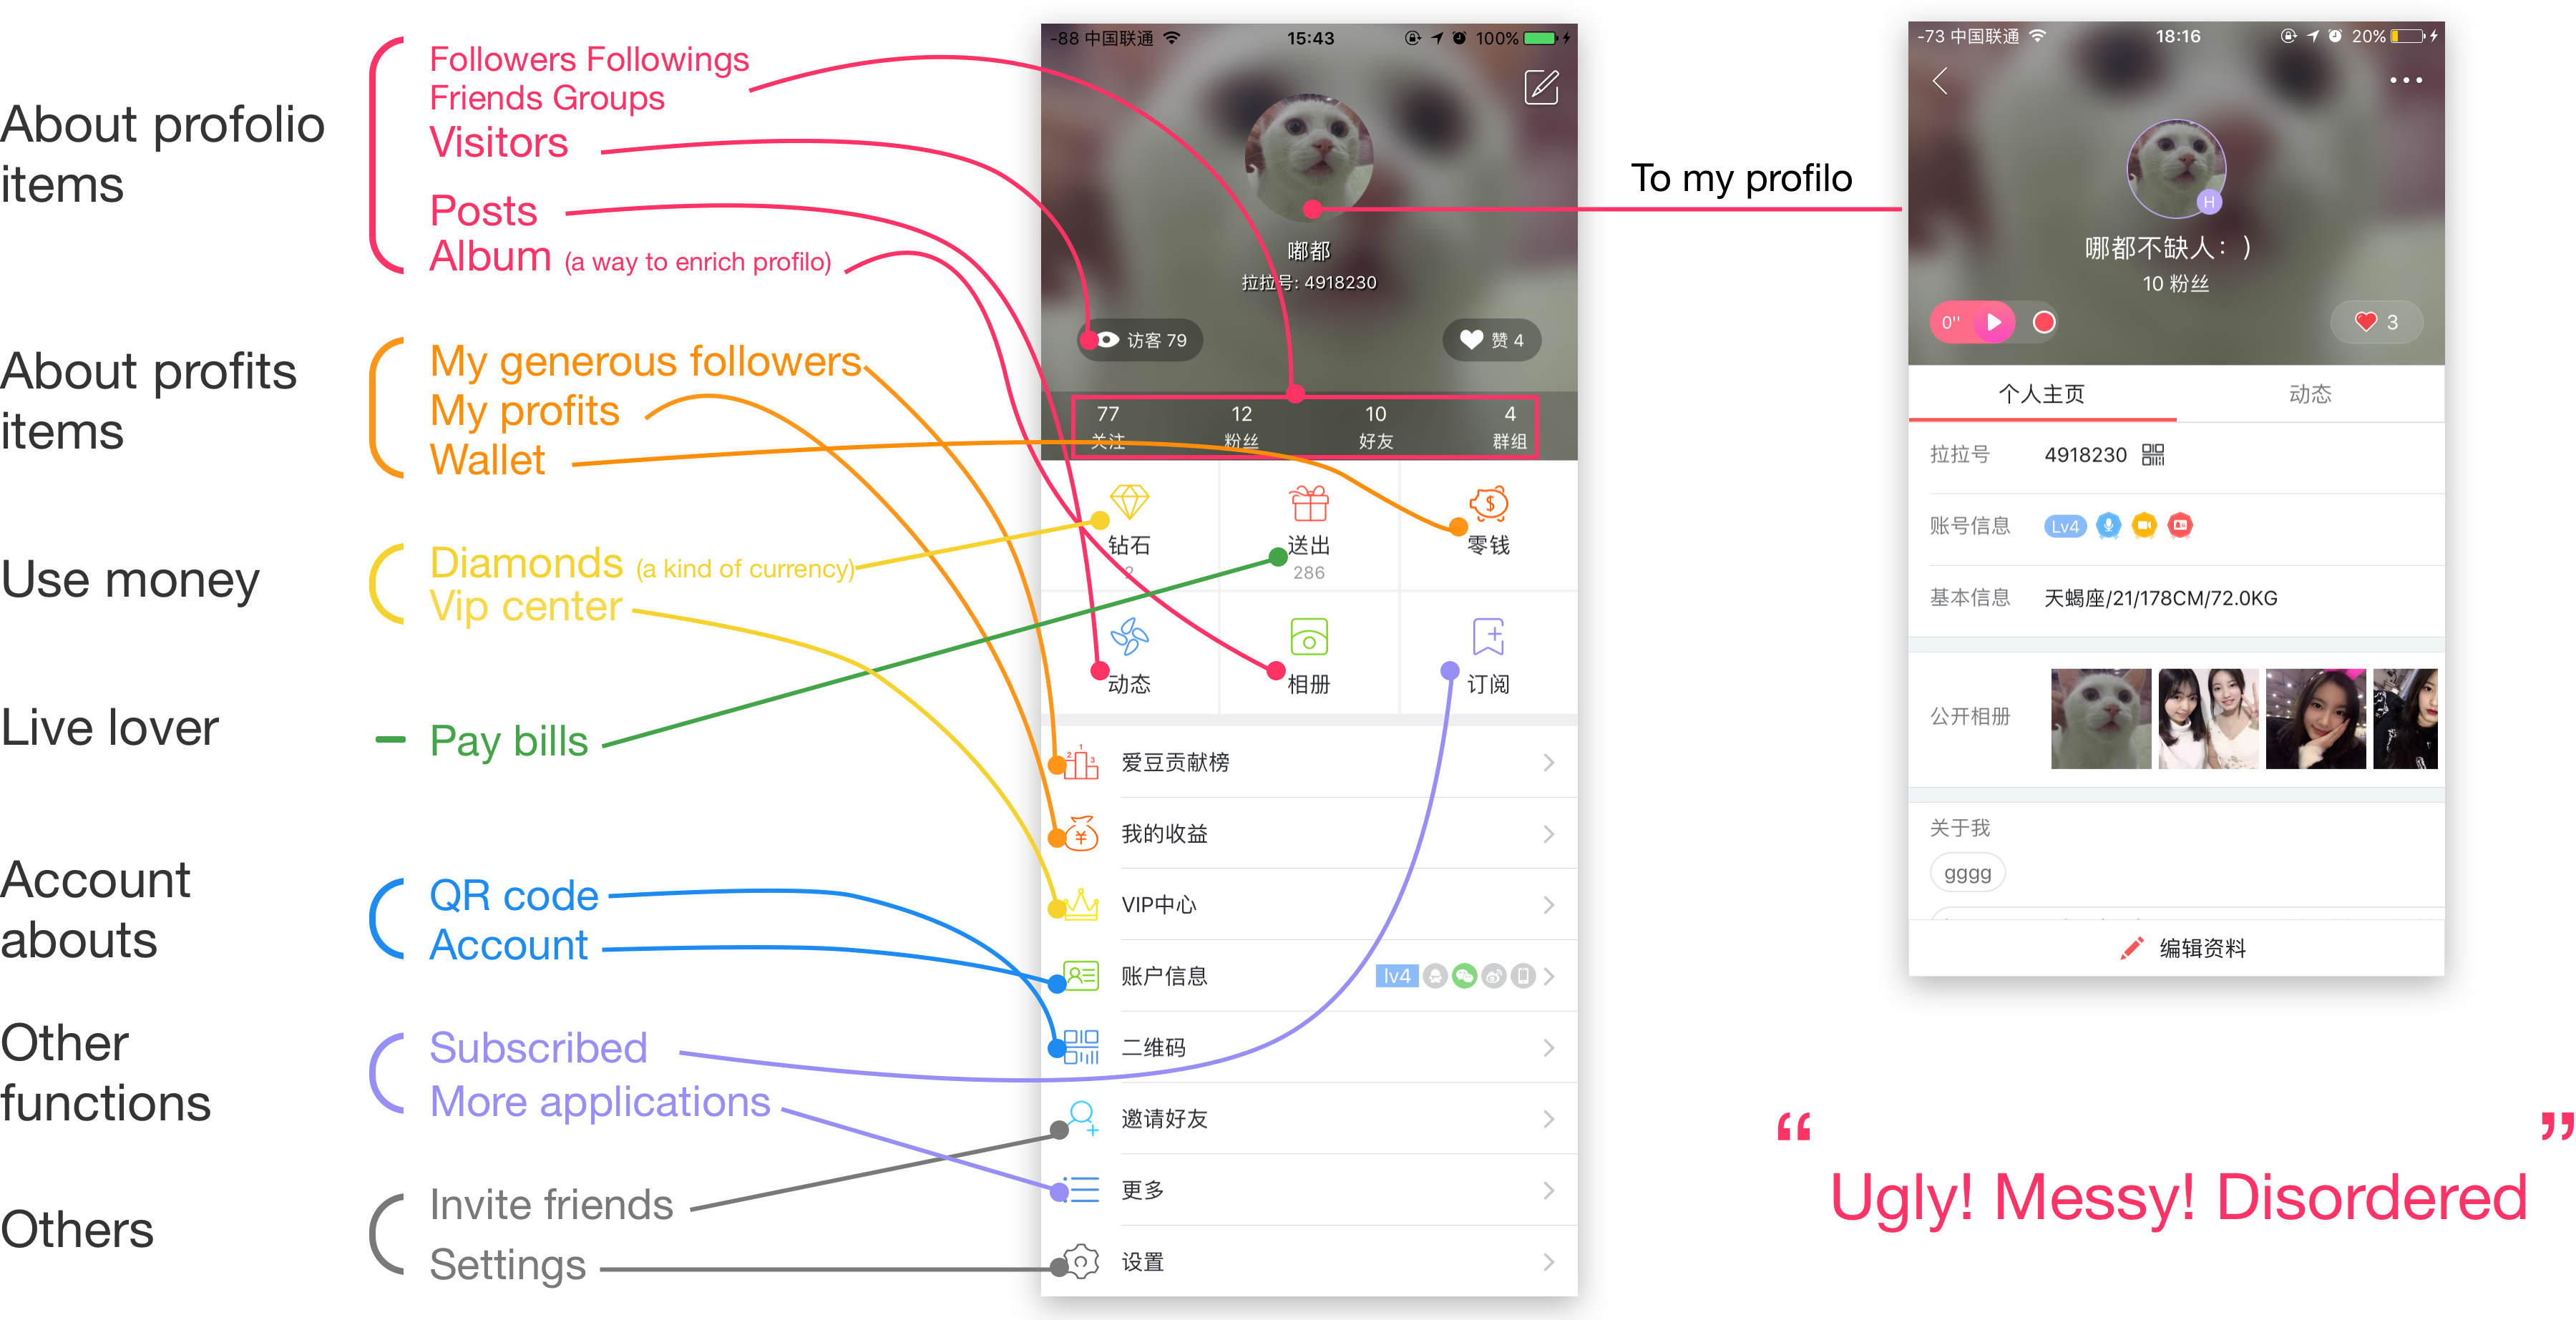 About profolio
items
Followers Followings
Friends Groups
Visitors
Posts
Album (a way to enrich profilo)
About profits
items
My generous followers
My profits
Wallet
Use money
Diamonds (a kind of currency)
Vip center
Live lover
Pay bills
Account
abouts
QR code
Account
Other
functions
Subscribed
More applications
Others
Invite friends
Settings
-88 中国联通 15:43 100%
嘟都
拉拉号: 4918230
访客 79
赞 4
77 12 10 4
关注 粉丝 好友 群组
钻石 送出 零钱
2 286
动态 相册 订阅
爱豆贡献榜
我的收益
VIP中心
账户信息 lv4
二维码
邀请好友
更多
设置
To my profilo
-73 中国联通 18:16 20%
H
哪都不缺人：)
10 粉丝
0'' 3
个人主页 动态
拉拉号 4918230
账号信息 Lv4
基本信息 天蝎座/21/178CM/72.0KG
公开相册
关于我
gggg
编辑资料
“ ”
Ugly! Messy! Disordered